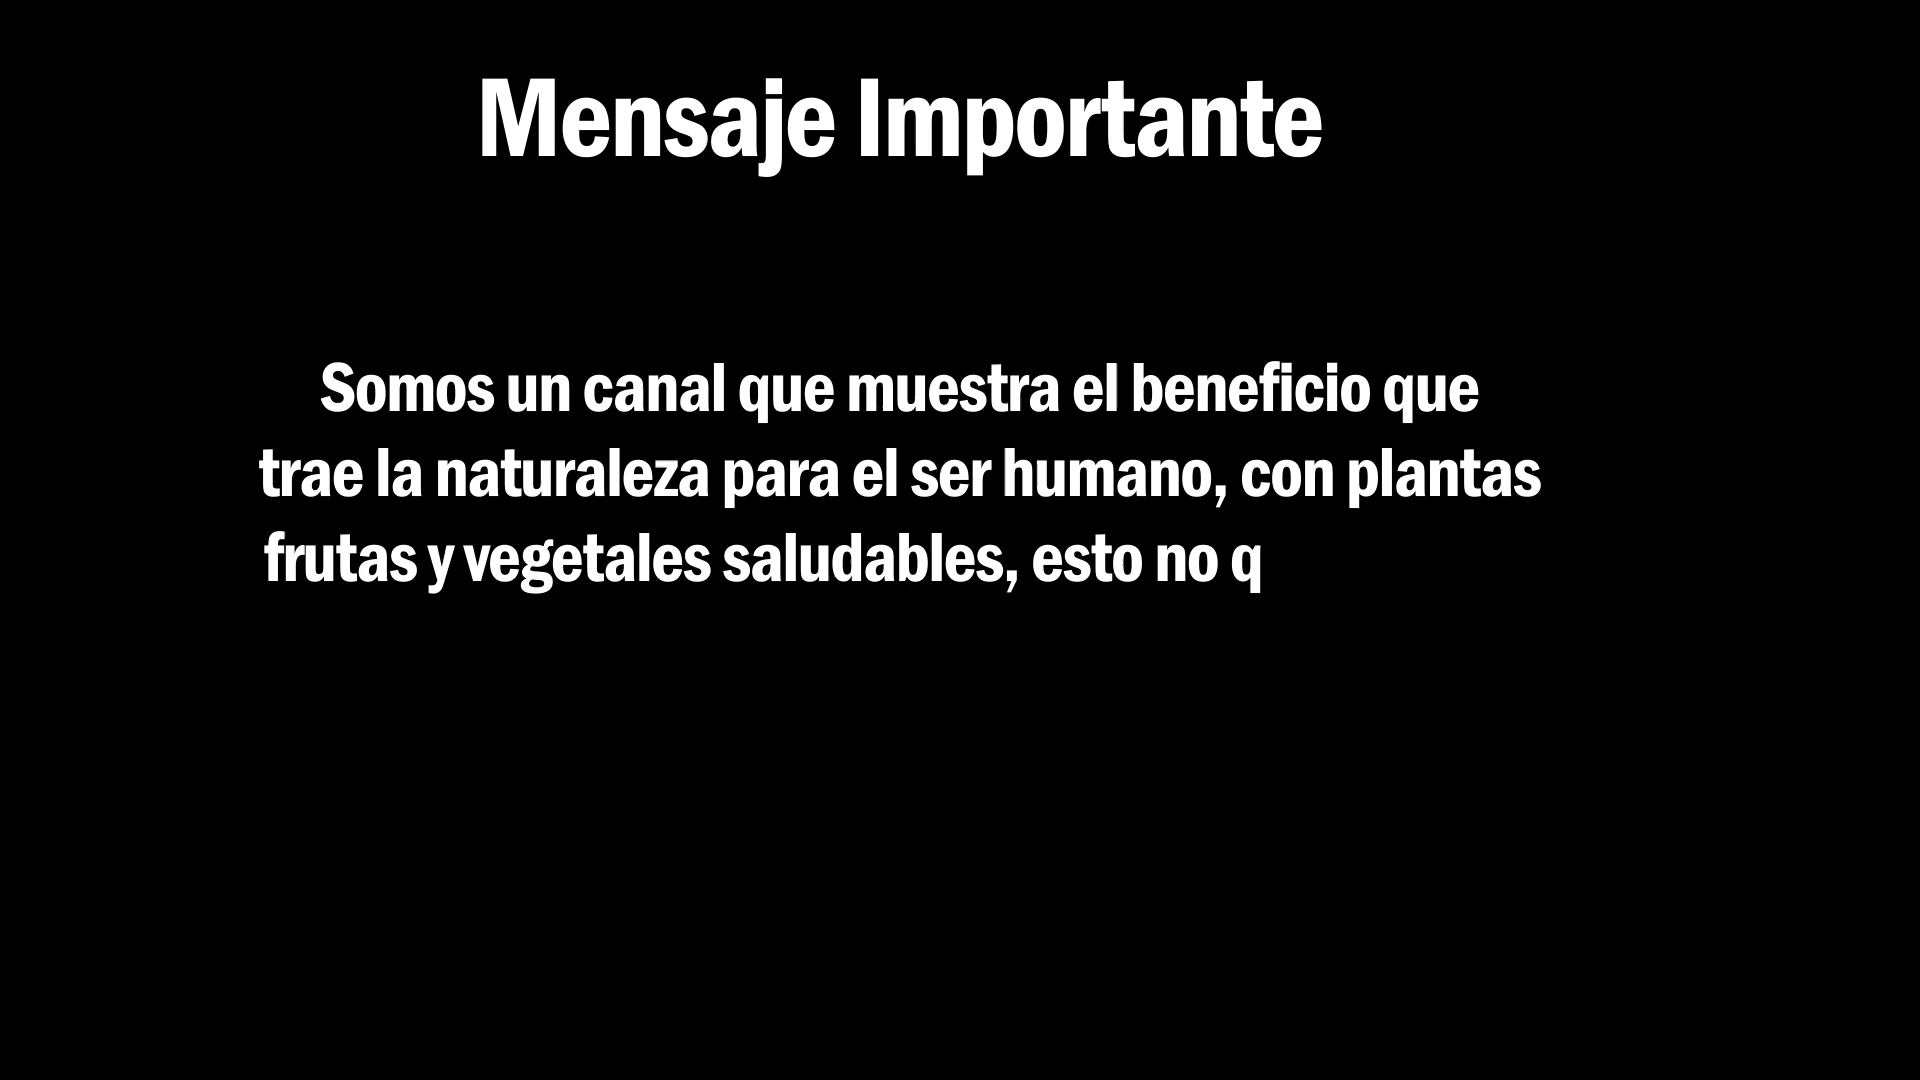 Mensaje Importante
Somos un canal que muestra el beneficio que
trae la naturaleza para el ser humano, con plantas
frutas y vegetales saludables, esto no q